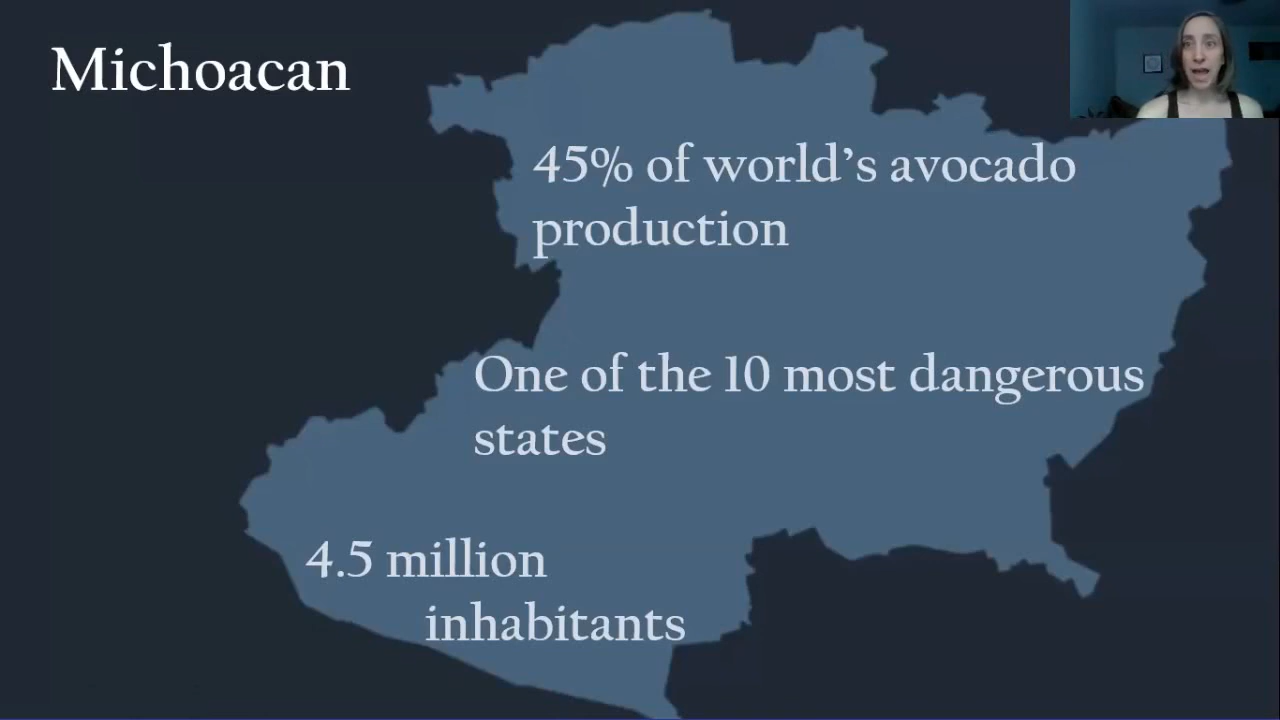 Michoacan
45% of world's avocado
production
One of the 10 most dangerous
states
4.5 million
inhabitants